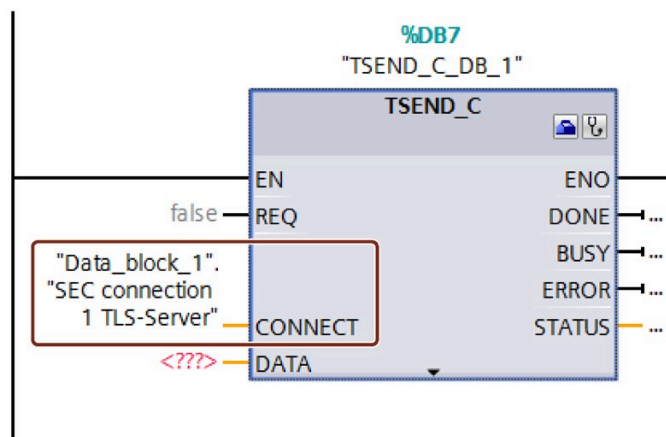 %DB7
"TSEND_C_DB_1"
TSEND_C
EN
ENO
false
REQ
DONE
...
"Data_block_1".
"SEC connection
1 TLS-Server"
CONNECT
BUSY
...
ERROR
...
STATUS
...
<???>
DATA